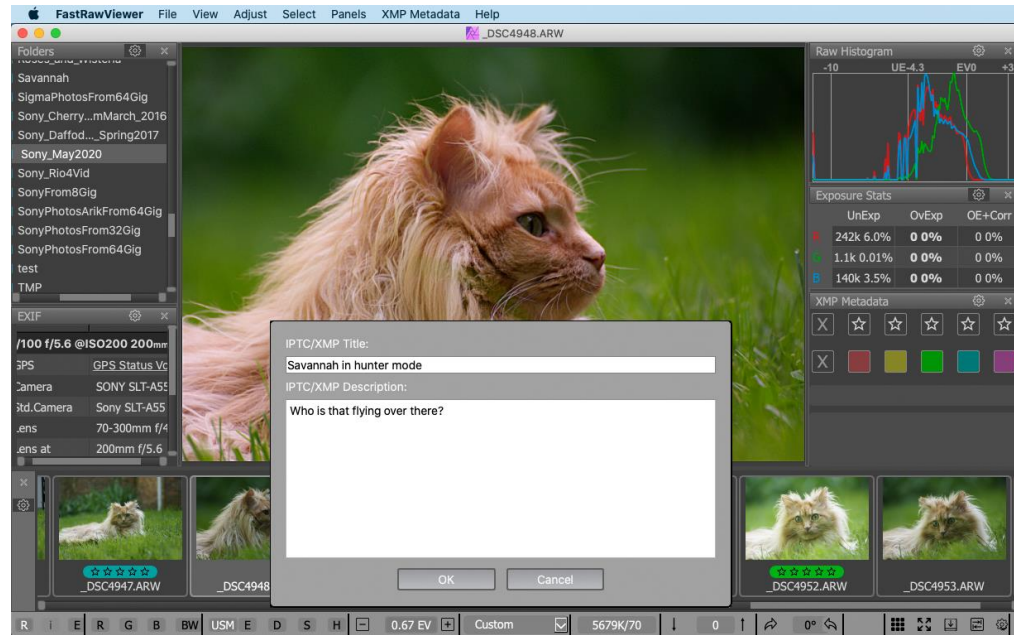 FastRawViewer File View Adjust Select Panels XMP Metadata Help
_DSC4948.ARW
Folders
Roses_and_Wisteria
Savannah
SigmaPhotosFrom64Gig
Sony_Cherry...mMarch_2016
Sony_Daffod..._Spring2017
Sony_May2020
Sony_Rio4Vid
SonyFrom8Gig
SonyPhotosArikFrom64Gig
SonyPhotosFrom32Gig
SonyPhotosFrom64Gig
test
TMP
EXIF
/100 f/5.6 @ISO200 200mm
GPS GPS Status Vo
Camera SONY SLT-A55
Std.Camera Sony SLT-A55
Lens 70-300mm f/4
Lens at 200mm f/5.6
Raw Histogram
-10 UE-4.3 EV0 +3
Exposure Stats
UnExp OvExp OE+Corr
R 242k 6.0% 0 0% 0 0%
G 1.1k 0.01% 0 0% 0 0%
B 140k 3.5% 0 0% 0 0%
XMP Metadata
X
X
IPTC/XMP Title:
Savannah in hunter mode
IPTC/XMP Description:
Who is that flying over there?
OK Cancel
_DSC4947.ARW
_DSC4948
_DSC4952.ARW
_DSC4953.ARW
R i E R G B BW USM E D S H 0.67 EV Custom 5679K/70 0 0°